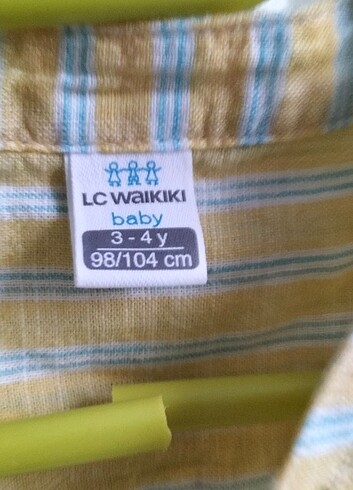 LC WAIKIKI
baby
3 - 4 y
98/104 cm